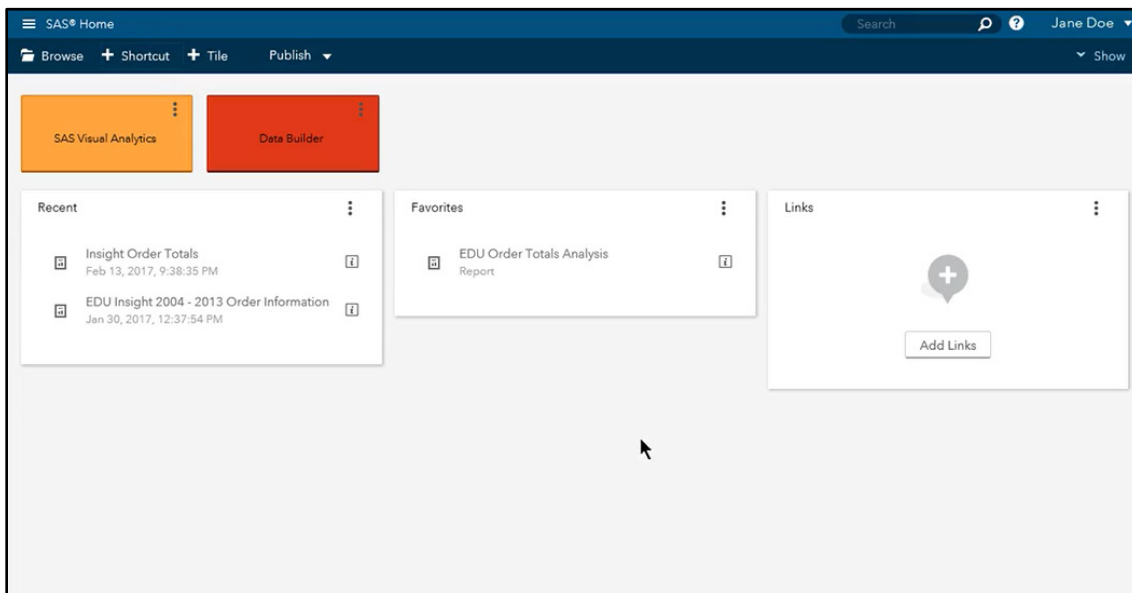 SAS® Home
Search
Jane Doe
Browse
Shortcut
Tile
Publish
Show
SAS Visual Analytics
Data Builder
Recent
Insight Order Totals
Feb 13, 2017, 9:38:35 PM
EDU Insight 2004 - 2013 Order Information
Jan 30, 2017, 12:37:54 PM
Favorites
EDU Order Totals Analysis
Report
Links
Add Links